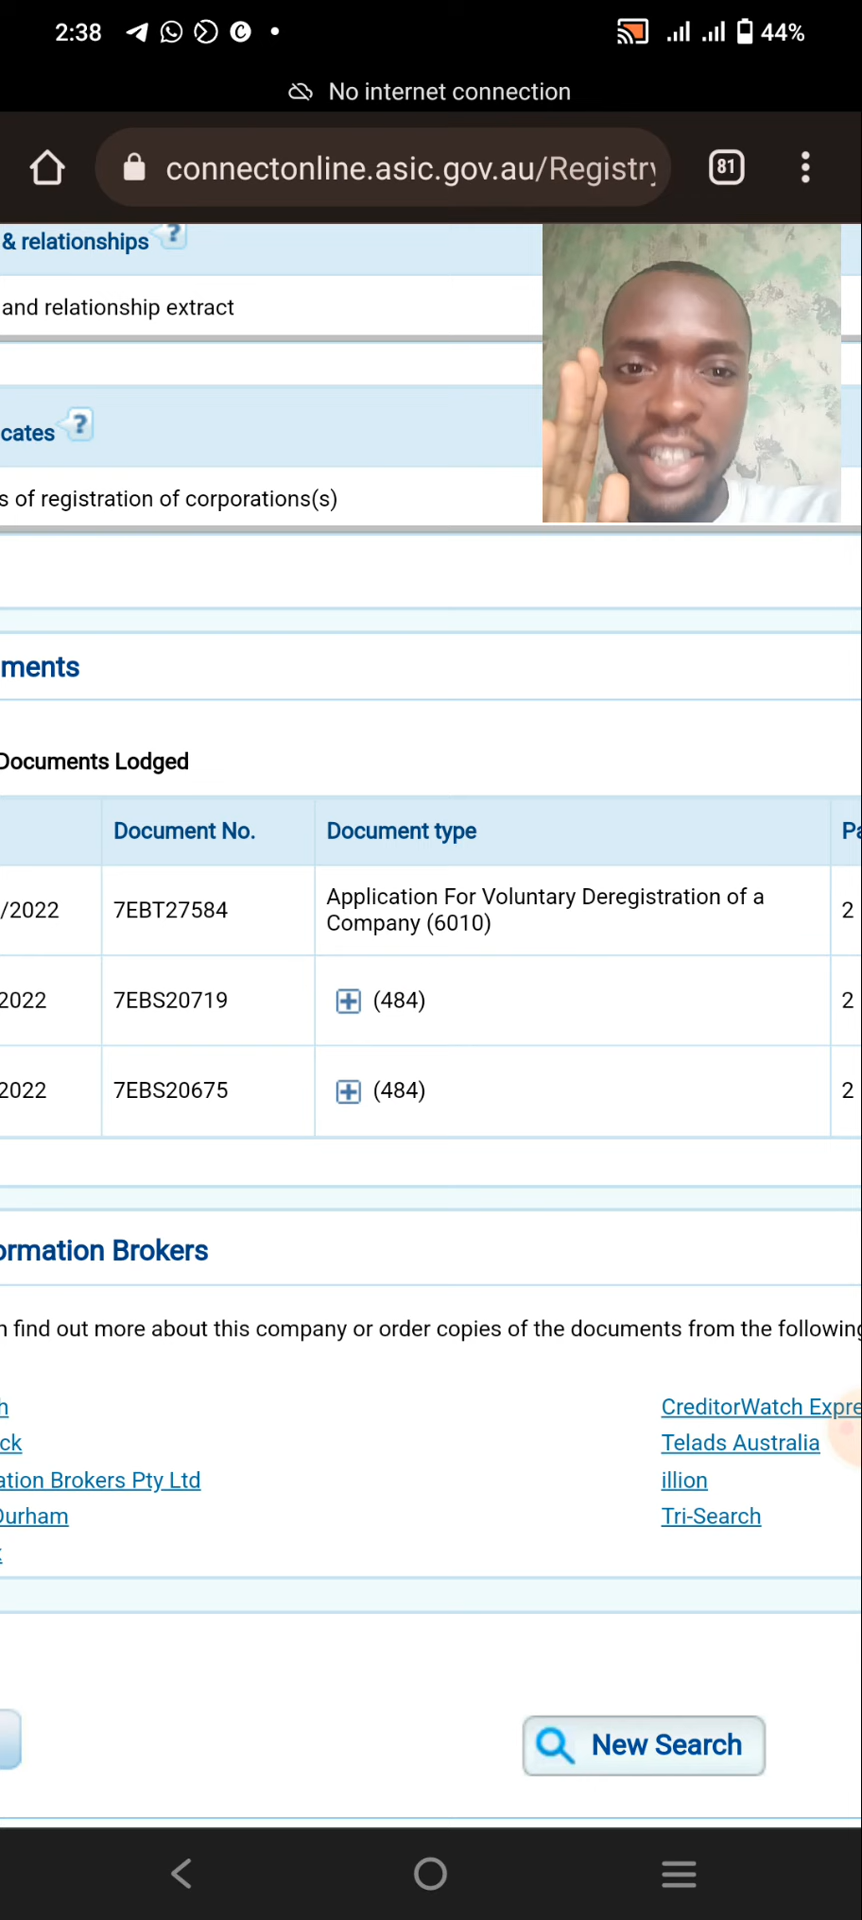 2:38
44%
No internet connection
connectonline.asic.gov.au/Registry
81
& relationships ?
and relationship extract
cates ?
s of registration of corporations(s)
ments
Documents Lodged
Document No. Document type Pa
/2022 7EBT27584 Application For Voluntary Deregistration of a
Company (6010) 2
2022 7EBS20719 (484) 2
2022 7EBS20675 (484) 2
ormation Brokers
n find out more about this company or order copies of the documents from the following
h CreditorWatch Expre
ck Telads Australia
ation Brokers Pty Ltd illion
Durham Tri-Search
New Search